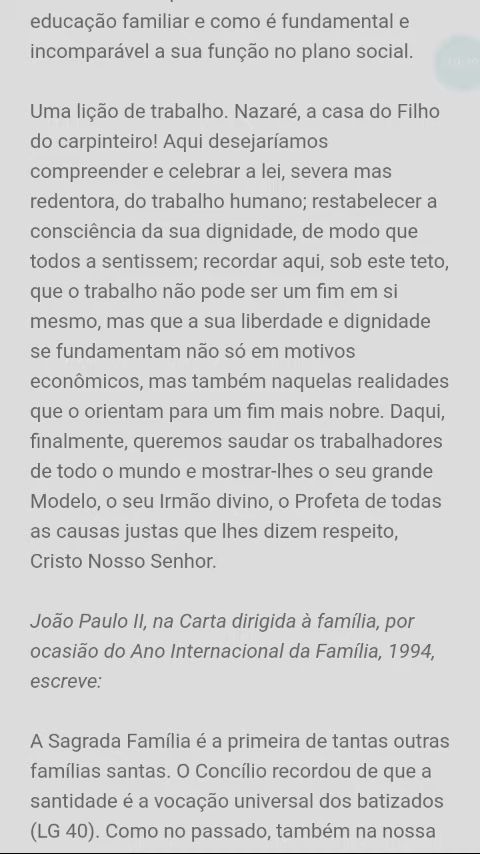 educação familiar e como é fundamental e
incomparável a sua função no plano social.
Uma lição de trabalho. Nazaré, a casa do Filho
do carpinteiro! Aqui desejaríamos
compreender e celebrar a lei, severa mas
redentora, do trabalho humano; restabelecer a
consciência da sua dignidade, de modo que
todos a sentissem; recordar aqui, sob este teto,
que o trabalho não pode ser um fim em si
mesmo, mas que a sua liberdade e dignidade
se fundamentam não só em motivos
econômicos, mas também naquelas realidades
que o orientam para um fim mais nobre. Daqui,
finalmente, queremos saudar os trabalhadores
de todo o mundo e mostrar-lhes o seu grande
Modelo, o seu Irmão divino, o Profeta de todas
as causas justas que lhes dizem respeito,
Cristo Nosso Senhor.
João Paulo II, na Carta dirigida à família, por
ocasião do Ano Internacional da Família, 1994,
escreve:
A Sagrada Família é a primeira de tantas outras
famílias santas. O Concílio recordou de que a
santidade é a vocação universal dos batizados
(LG 40). Como no passado, também na nossa